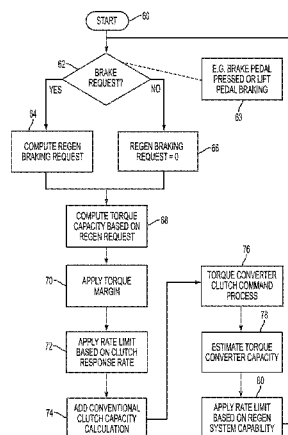 START
60
62
BRAKE
REQUEST?
E.G. BRAKE PEDAL
PRESSED OR LIFT
PEDAL BRAKING
63
YES
NO
64
COMPUTE REGEN
BRAKING REQUEST
REGEN BRAKING
REQUEST = 0
66
COMPUTE TORQUE
CAPACITY BASED ON
REGEN REQUEST
68
70
APPLY TORQUE
MARGIN
72
APPLY RATE LIMIT
BASED ON CLUTCH
RESPONSE RATE
74
ADD CONVENTIONAL
CLUTCH CAPACITY
CALCULATION
76
TORQUE CONVERTER
CLUTCH COMMAND
PROCESS
78
ESTIMATE TORQUE
CONVERTER CAPACITY
80
APPLY RATE LIMIT
BASED ON REGEN
SYSTEM CAPABILITY